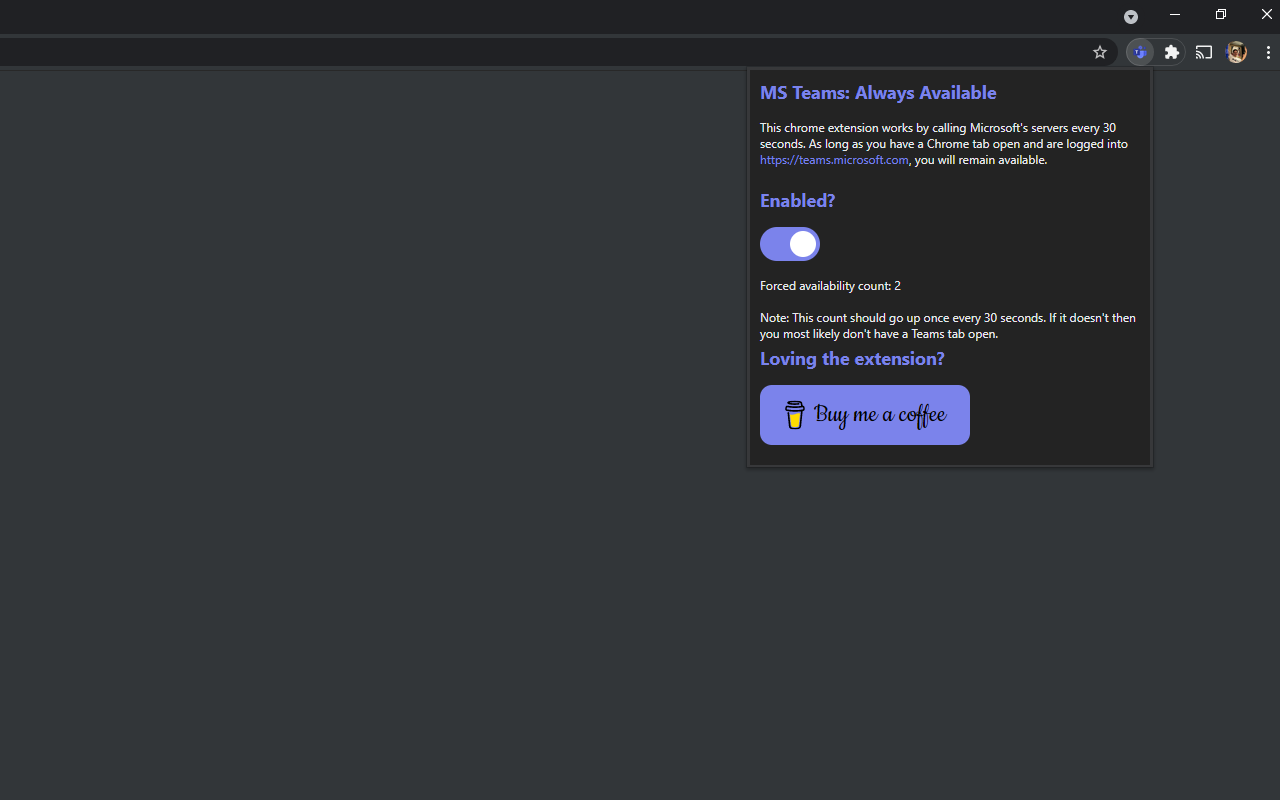 MS Teams: Always Available
This chrome extension works by calling Microsoft's servers every 30
seconds. As long as you have a Chrome tab open and are logged into
https://teams.microsoft.com, you will remain available.
Enabled?
Forced availability count: 2
Note: This count should go up once every 30 seconds. If it doesn't then
you most likely don't have a Teams tab open.
Loving the extension?
Buy me a coffee